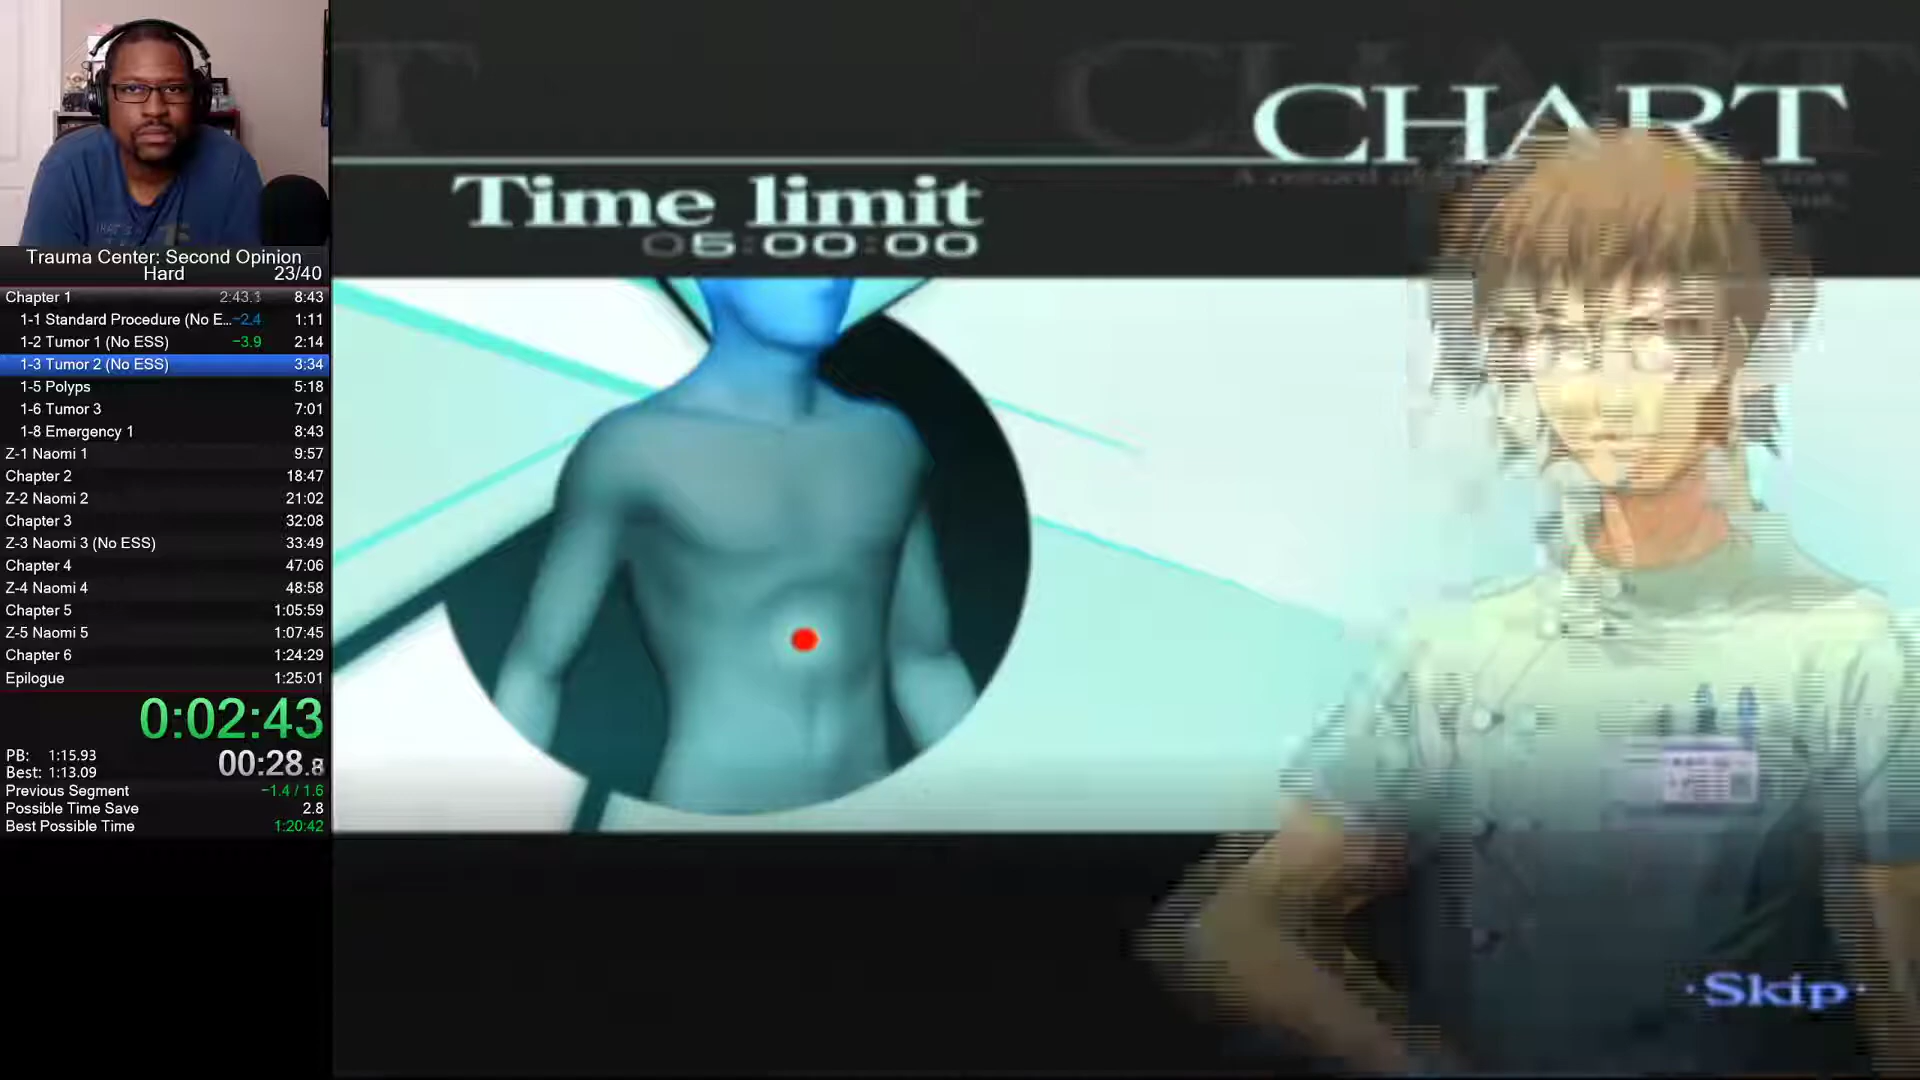 CHART
Time limit
05:00:00
Trauma Center: Second Opinion
Hard 23/40
Chapter 1 2:43.1 8:43
1-1 Standard Procedure (No E... −2.4 1:11
1-2 Tumor 1 (No ESS) −3.9 2:14
1-3 Tumor 2 (No ESS) 3:34
1-5 Polyps 5:18
1-6 Tumor 3 7:01
1-8 Emergency 1 8:43
Z-1 Naomi 1 9:57
Chapter 2 18:47
Z-2 Naomi 2 21:02
Chapter 3 32:08
Z-3 Naomi 3 (No ESS) 33:49
Chapter 4 47:06
Z-4 Naomi 4 48:58
Chapter 5 1:05:59
Z-5 Naomi 5 1:07:45
Chapter 6 1:24:29
Epilogue 1:25:01
0:02:43
PB: 1:15.93
Best: 1:13.09
00:28.8
Previous Segment −1.4 / 1.6
Possible Time Save 2.8
Best Possible Time 1:20:42
·Skip·